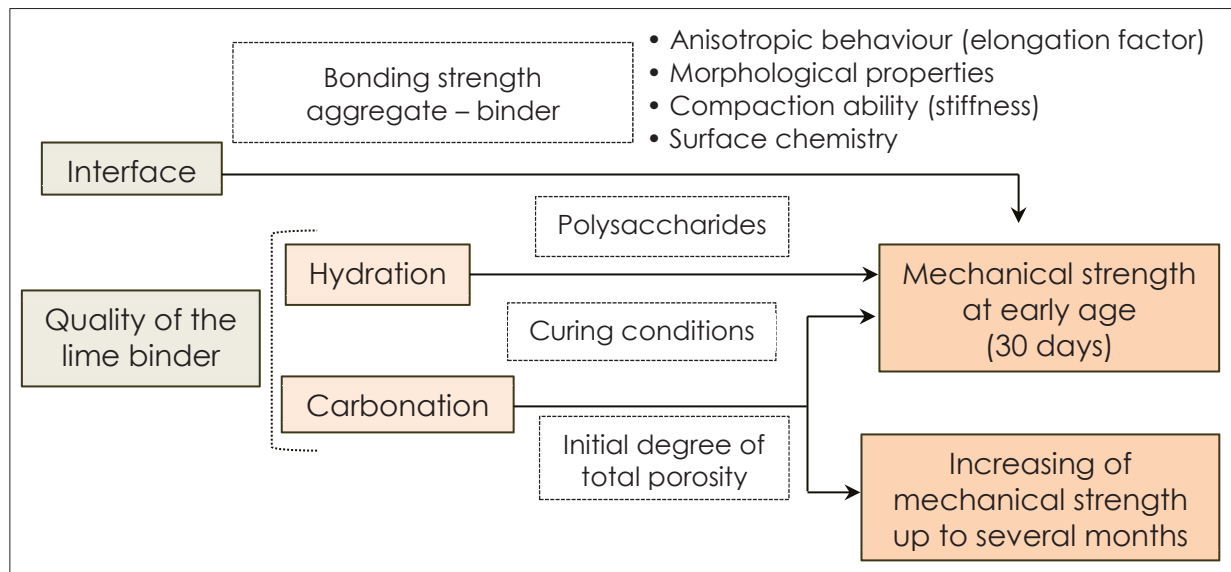 Bonding strength
aggregate – binder
• Anisotropic behaviour (elongation factor)
• Morphological properties
• Compaction ability (stiffness)
• Surface chemistry
Interface
Polysaccharides
Hydration
Mechanical strength
at early age
(30 days)
Quality of the
lime binder
Curing conditions
Carbonation
Initial degree of
total porosity
Increasing of
mechanical strength
up to several months